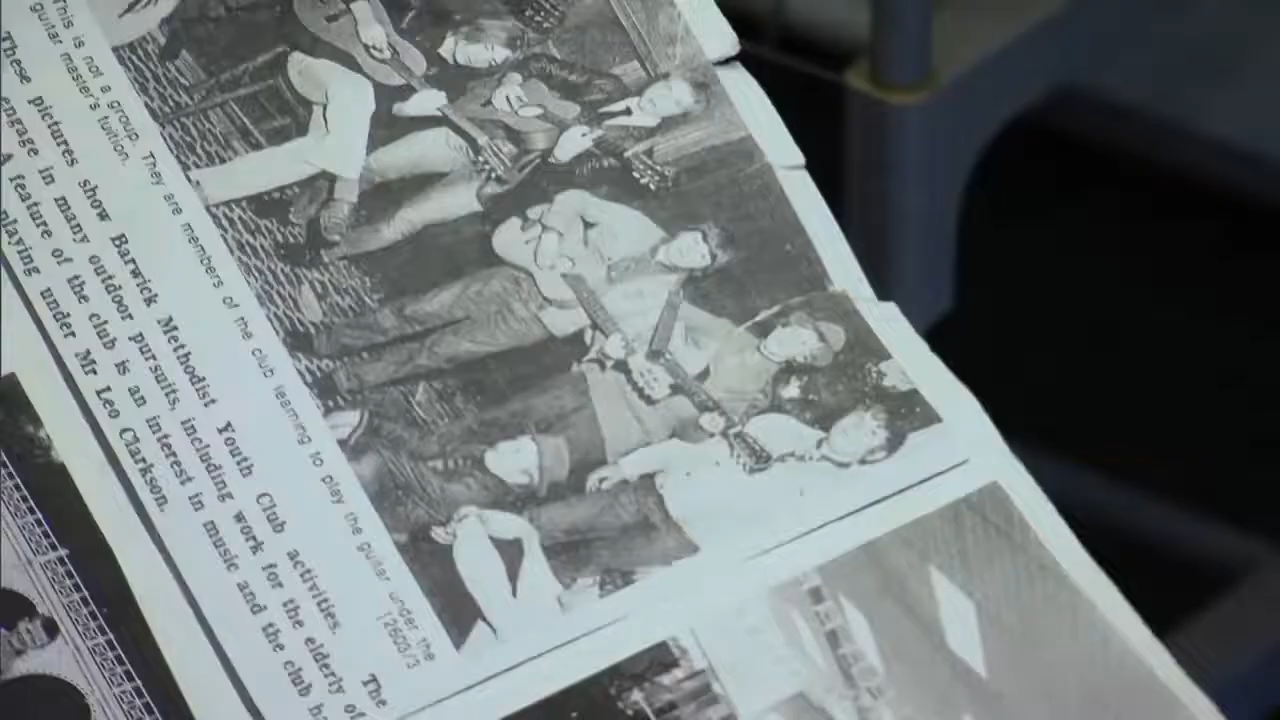 This is not a group. They are members of the club learning to play the guitar under the
guitar master's tuition. 12603/3
These pictures show Barwick Methodist Youth Club activities. The
engage in many outdoor pursuits, including work for the elderly of
A feature of the club is an interest in music and the club ha
playing under Mr Leo Clarkson.